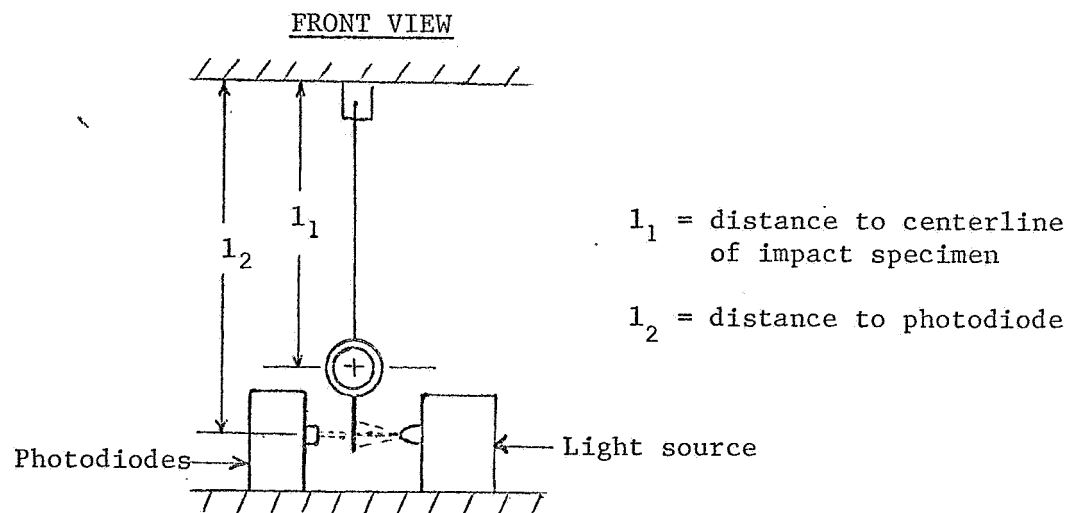 FRONT VIEW
l₁
l₂
l₁ = distance to centerline
of impact specimen
l₂ = distance to photodiode
Photodiodes
Light source